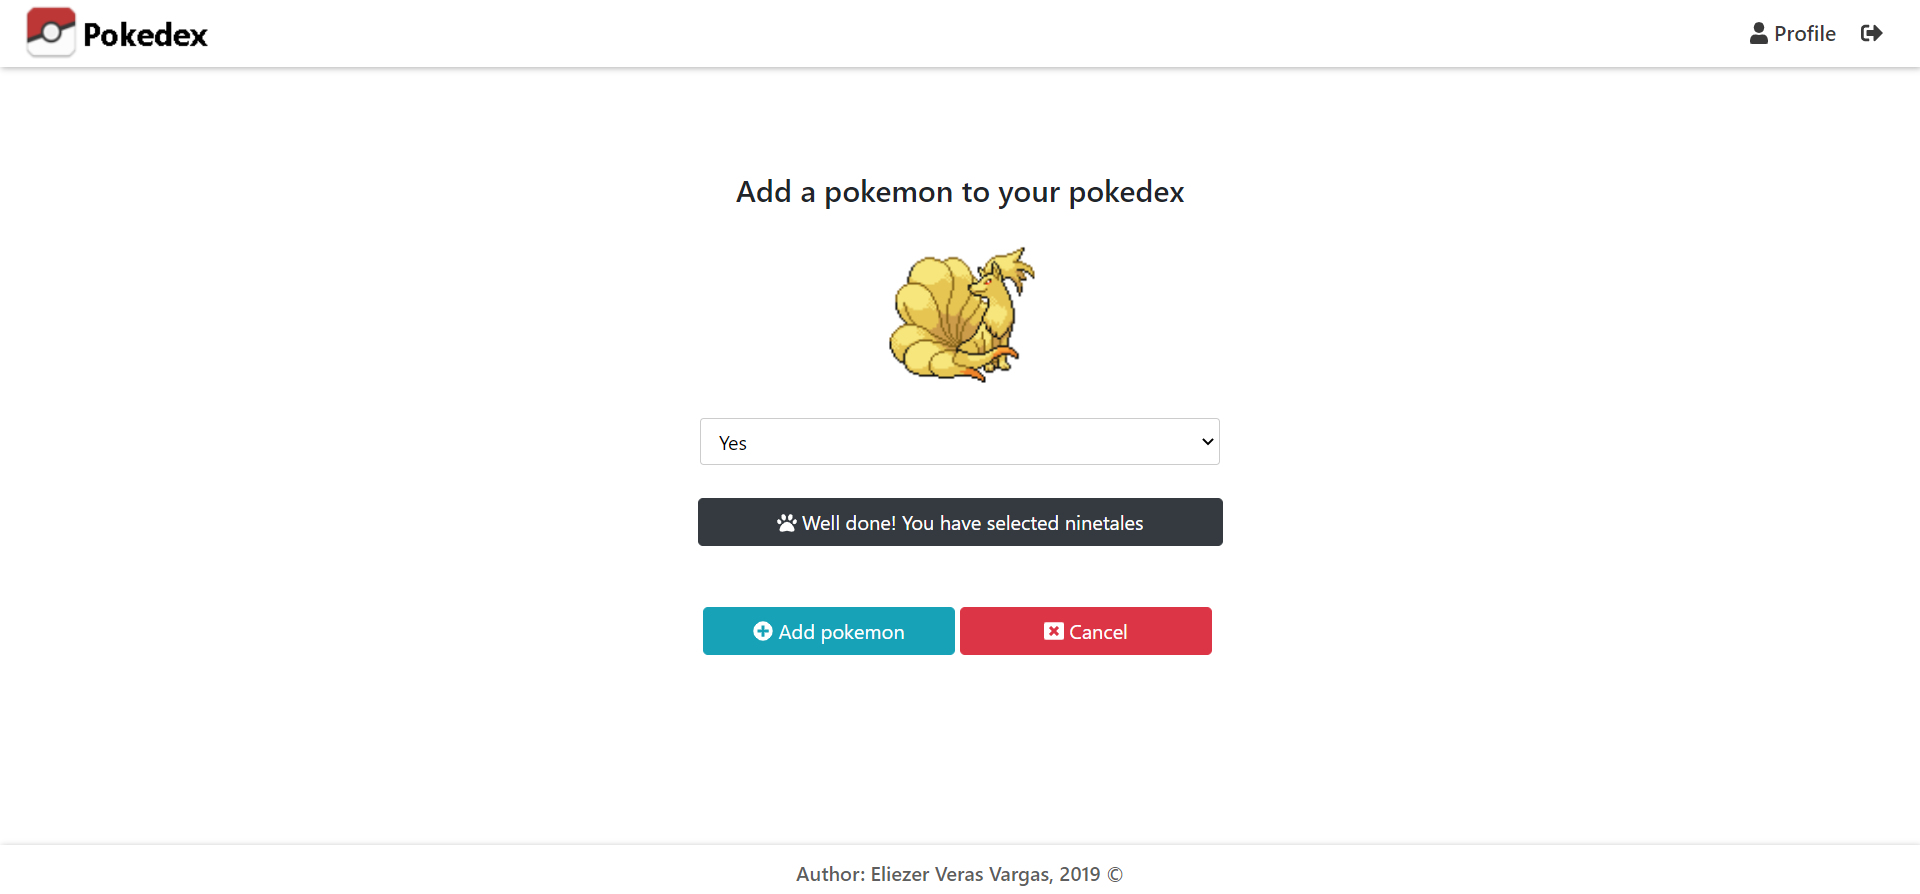 Pokedex
Profile
Add a pokemon to your pokedex
Yes
Well done! You have selected ninetales
Add pokemon
Cancel
Author: Eliezer Veras Vargas, 2019 ©